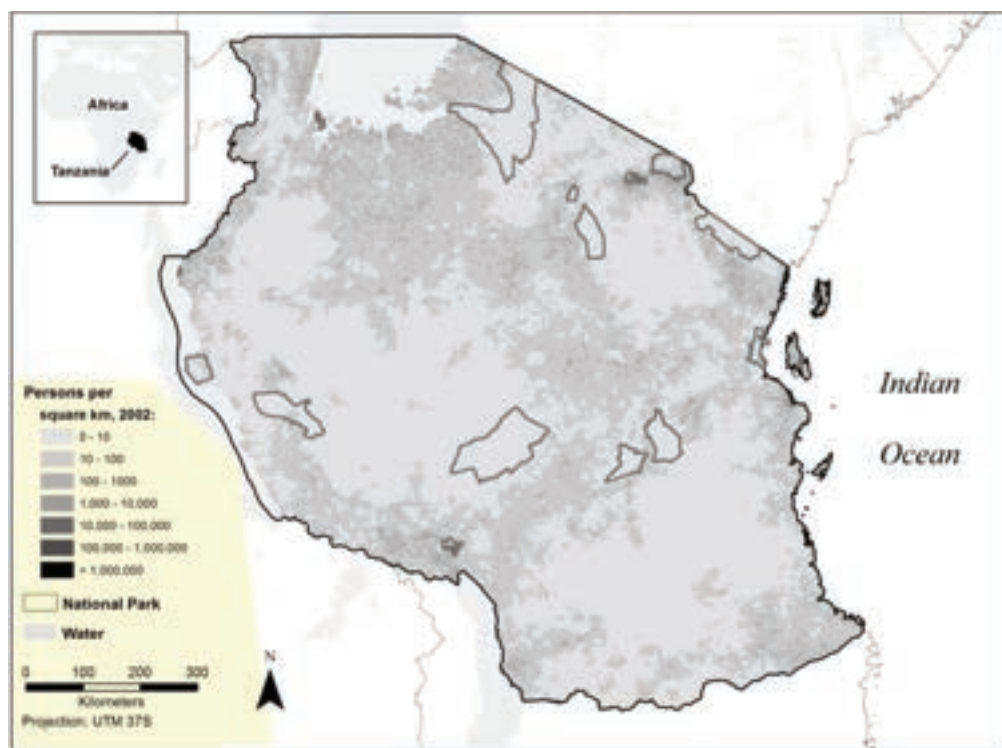 Africa
Tanzania
Indian
Ocean
Persons per
square km, 2002:
0 - 10
10 - 100
100 - 1000
1.000 - 10.000
10.000 - 100.000
100.000 - 1.000.000
> 1.000.000
National Park
Water
0 100 200 300
Kilometers
Projection: UTM 37S
N